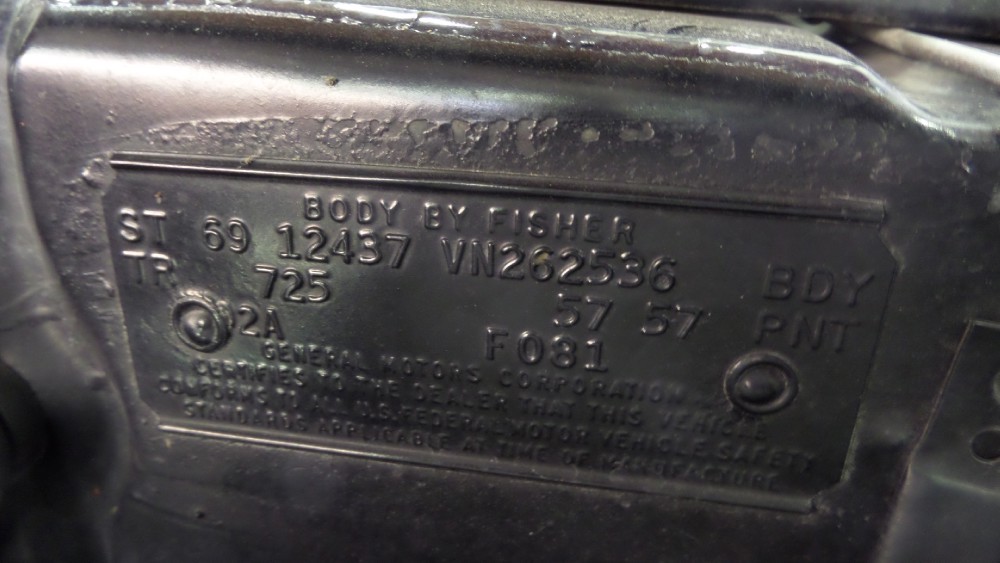 BODY BY FISHER
ST 69 12437 VN262536 BDY
TR 725 57 57 PNT
02A F081
GENERAL MOTORS CORPORATION
CERTIFIES TO THE DEALER THAT THIS VEHICLE
CONFORMS TO ALL U.S. FEDERAL MOTOR VEHICLE SAFETY
STANDARDS APPLICABLE AT TIME OF MANUFACTURE